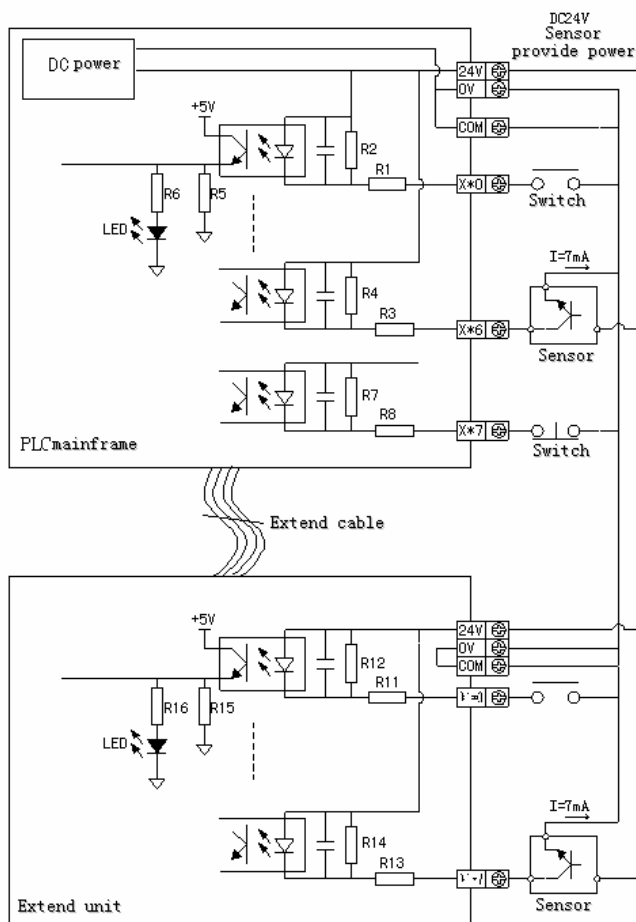 DC24V
Sensor
provide power
DC power
24V
0V
+5V
COM
R2
R1
X*0
R6
R5
Switch
LED
I=7mA
R4
R3
X*6
Sensor
R7
R8
X*7
PLCmainframe
Switch
Extend cable
+5V
24V
0V
COM
R12
R11
R16
R15
LED
I=7mA
R14
R13
Extend unit
Sensor